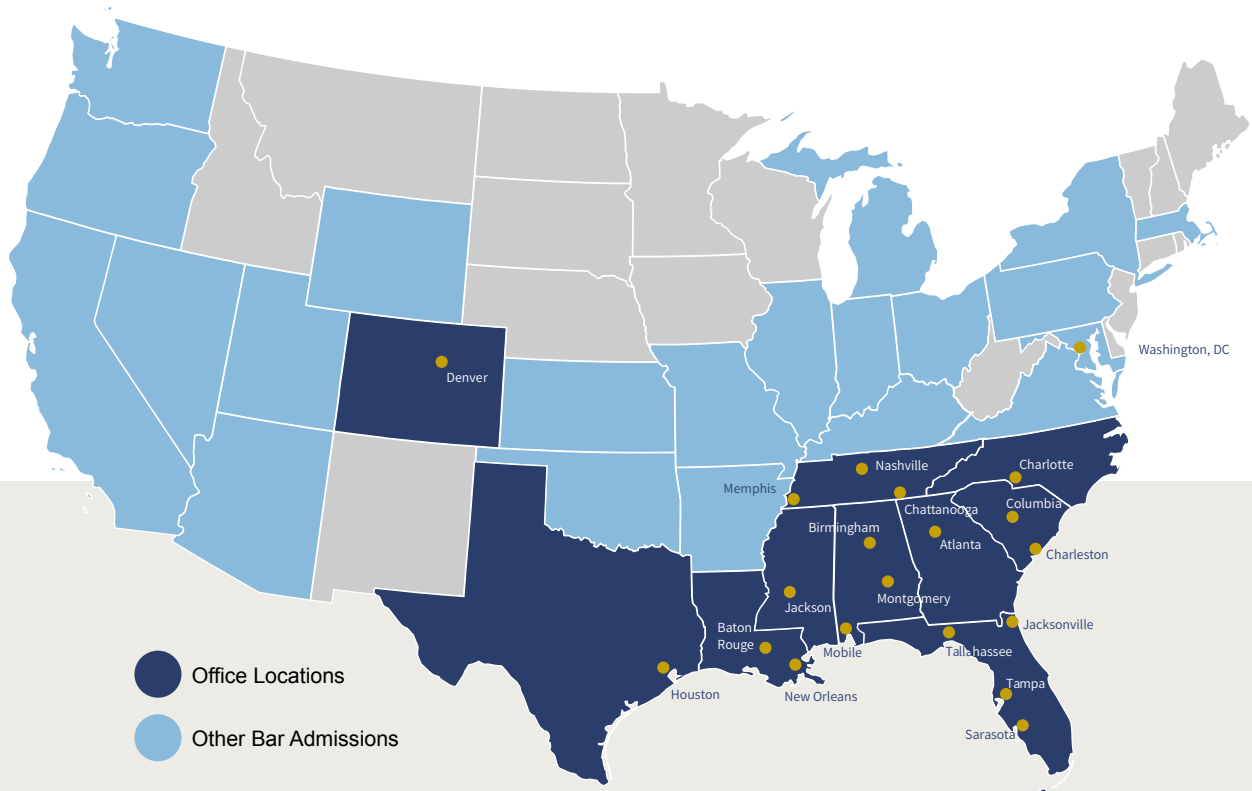 Washington, DC
Denver
Nashville
Charlotte
Memphis
Columbia
Chattanooga
Birmingham
Atlanta
Charleston
Montgomery
Jackson
Jacksonville
Baton
Rouge
Mobile
Tallahassee
Office Locations
Tampa
Houston
New Orleans
Sarasota
Other Bar Admissions